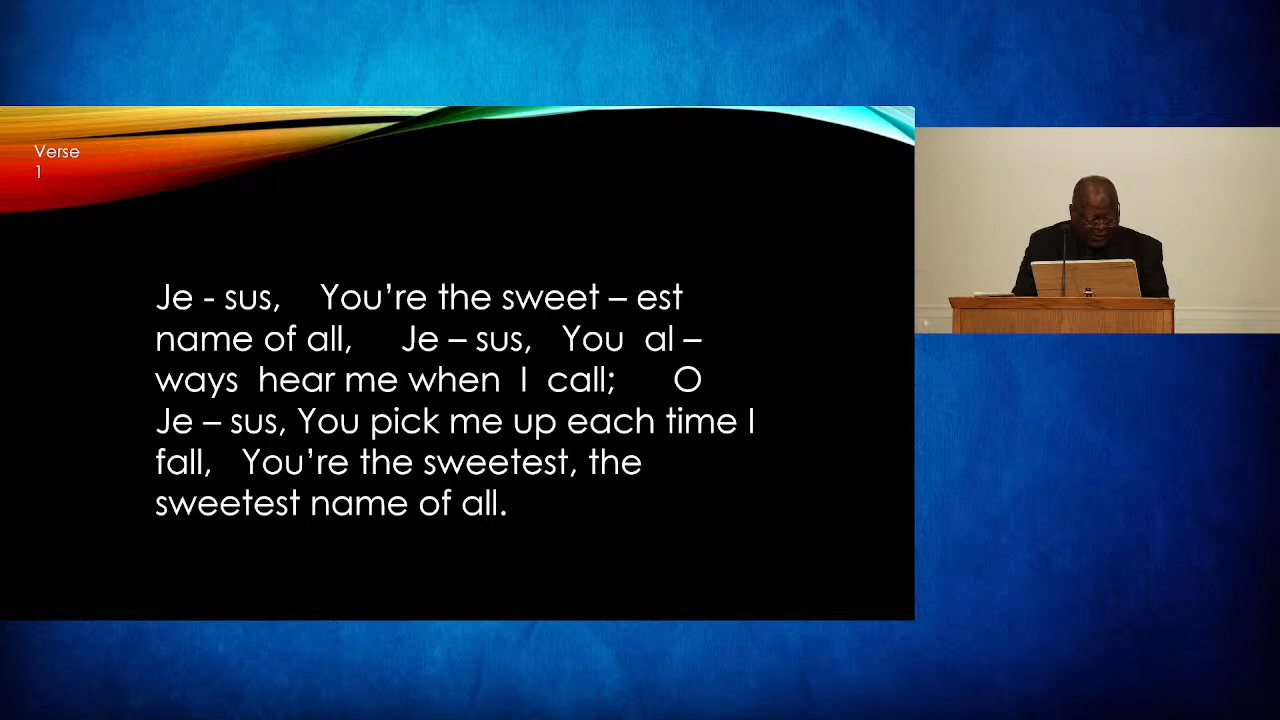 Verse
1
Je - sus, You’re the sweet – est
name of all, Je – sus, You al –
ways hear me when I call; O
Je – sus, You pick me up each time I
fall, You’re the sweetest, the
sweetest name of all.